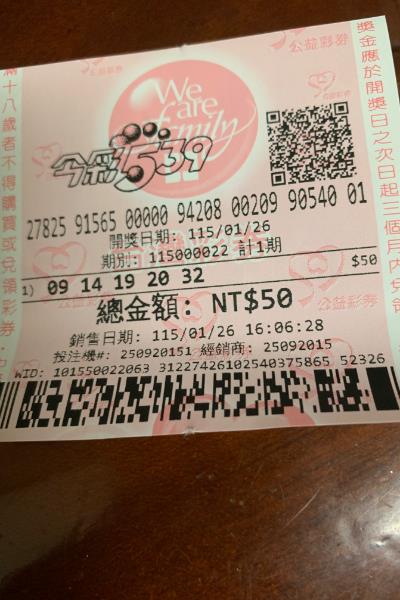 公益彩券
We
are
Family
今彩539
27825 91565 00000 94208 00209 90540 01
開獎日期: 115/01/26
期別: 115000022 計1期
1) 09 14 19 20 32 $50
總金額: NT$50
銷售日期: 115/01/26 16:06:28
投注機#: 250920151 經銷商: 25092015
WID: 101550022063 31227426102540375865 52326
滿十八歲者不得購買或兌領彩券
獎金應於開獎日之次日起三個月內兌領